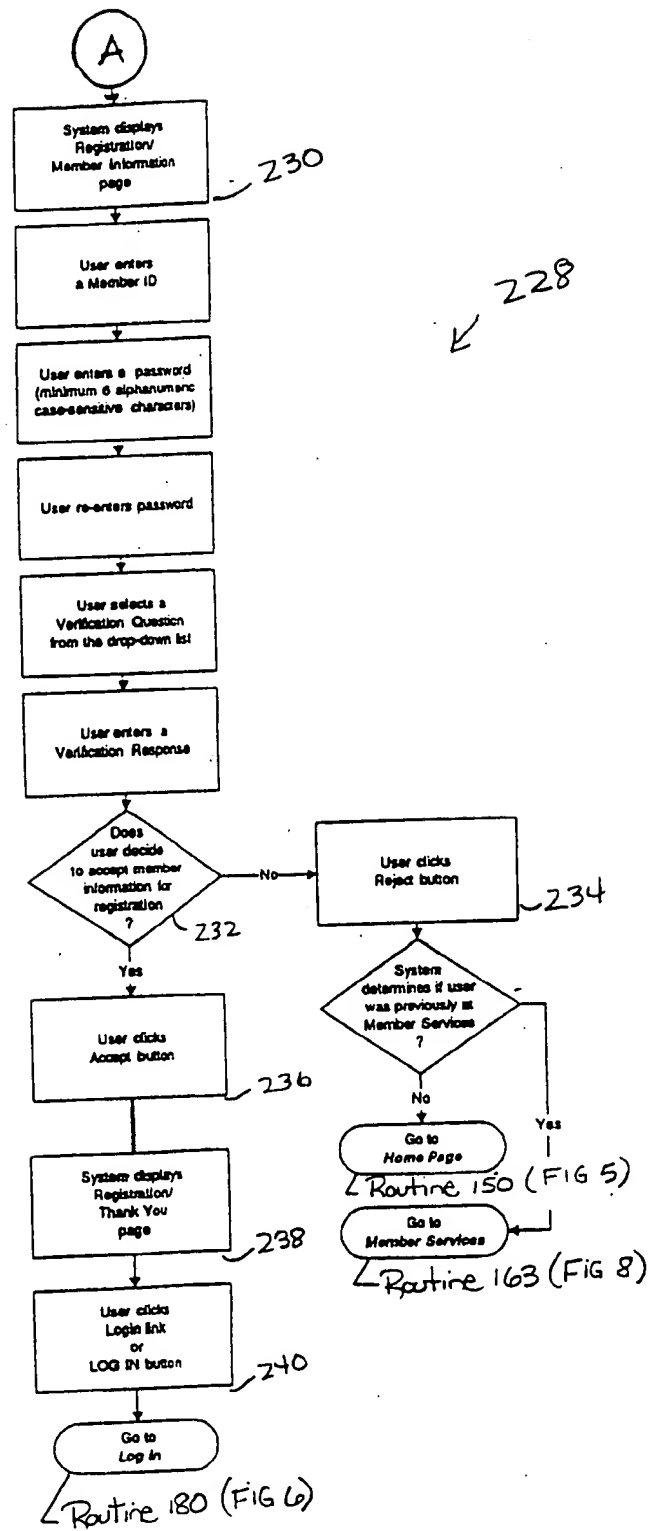 A
System displays
Registration/
Member Information
page
230
User enters
a Member ID
228
User enters a password
(minimum 6 alphanumeric
case-sensitive characters)
User re-enters password
User selects a
Verification Question
from the drop-down list
User enters a
Verification Response
Does
user decide
to accept member
information for
registration
?
232
No
User clicks
Reject button
234
Yes
System
determines if user
was previously at
Member Services
?
User clicks
Accept button
236
No
Yes
Go to
Home Page
Routine 150 (FIG 5)
System displays
Registration/
Thank You
page
238
Go to
Member Services
Routine 163 (FIG 8)
User clicks
Login link
or
LOG IN button
240
Go to
Log In
Routine 180 (FIG 6)